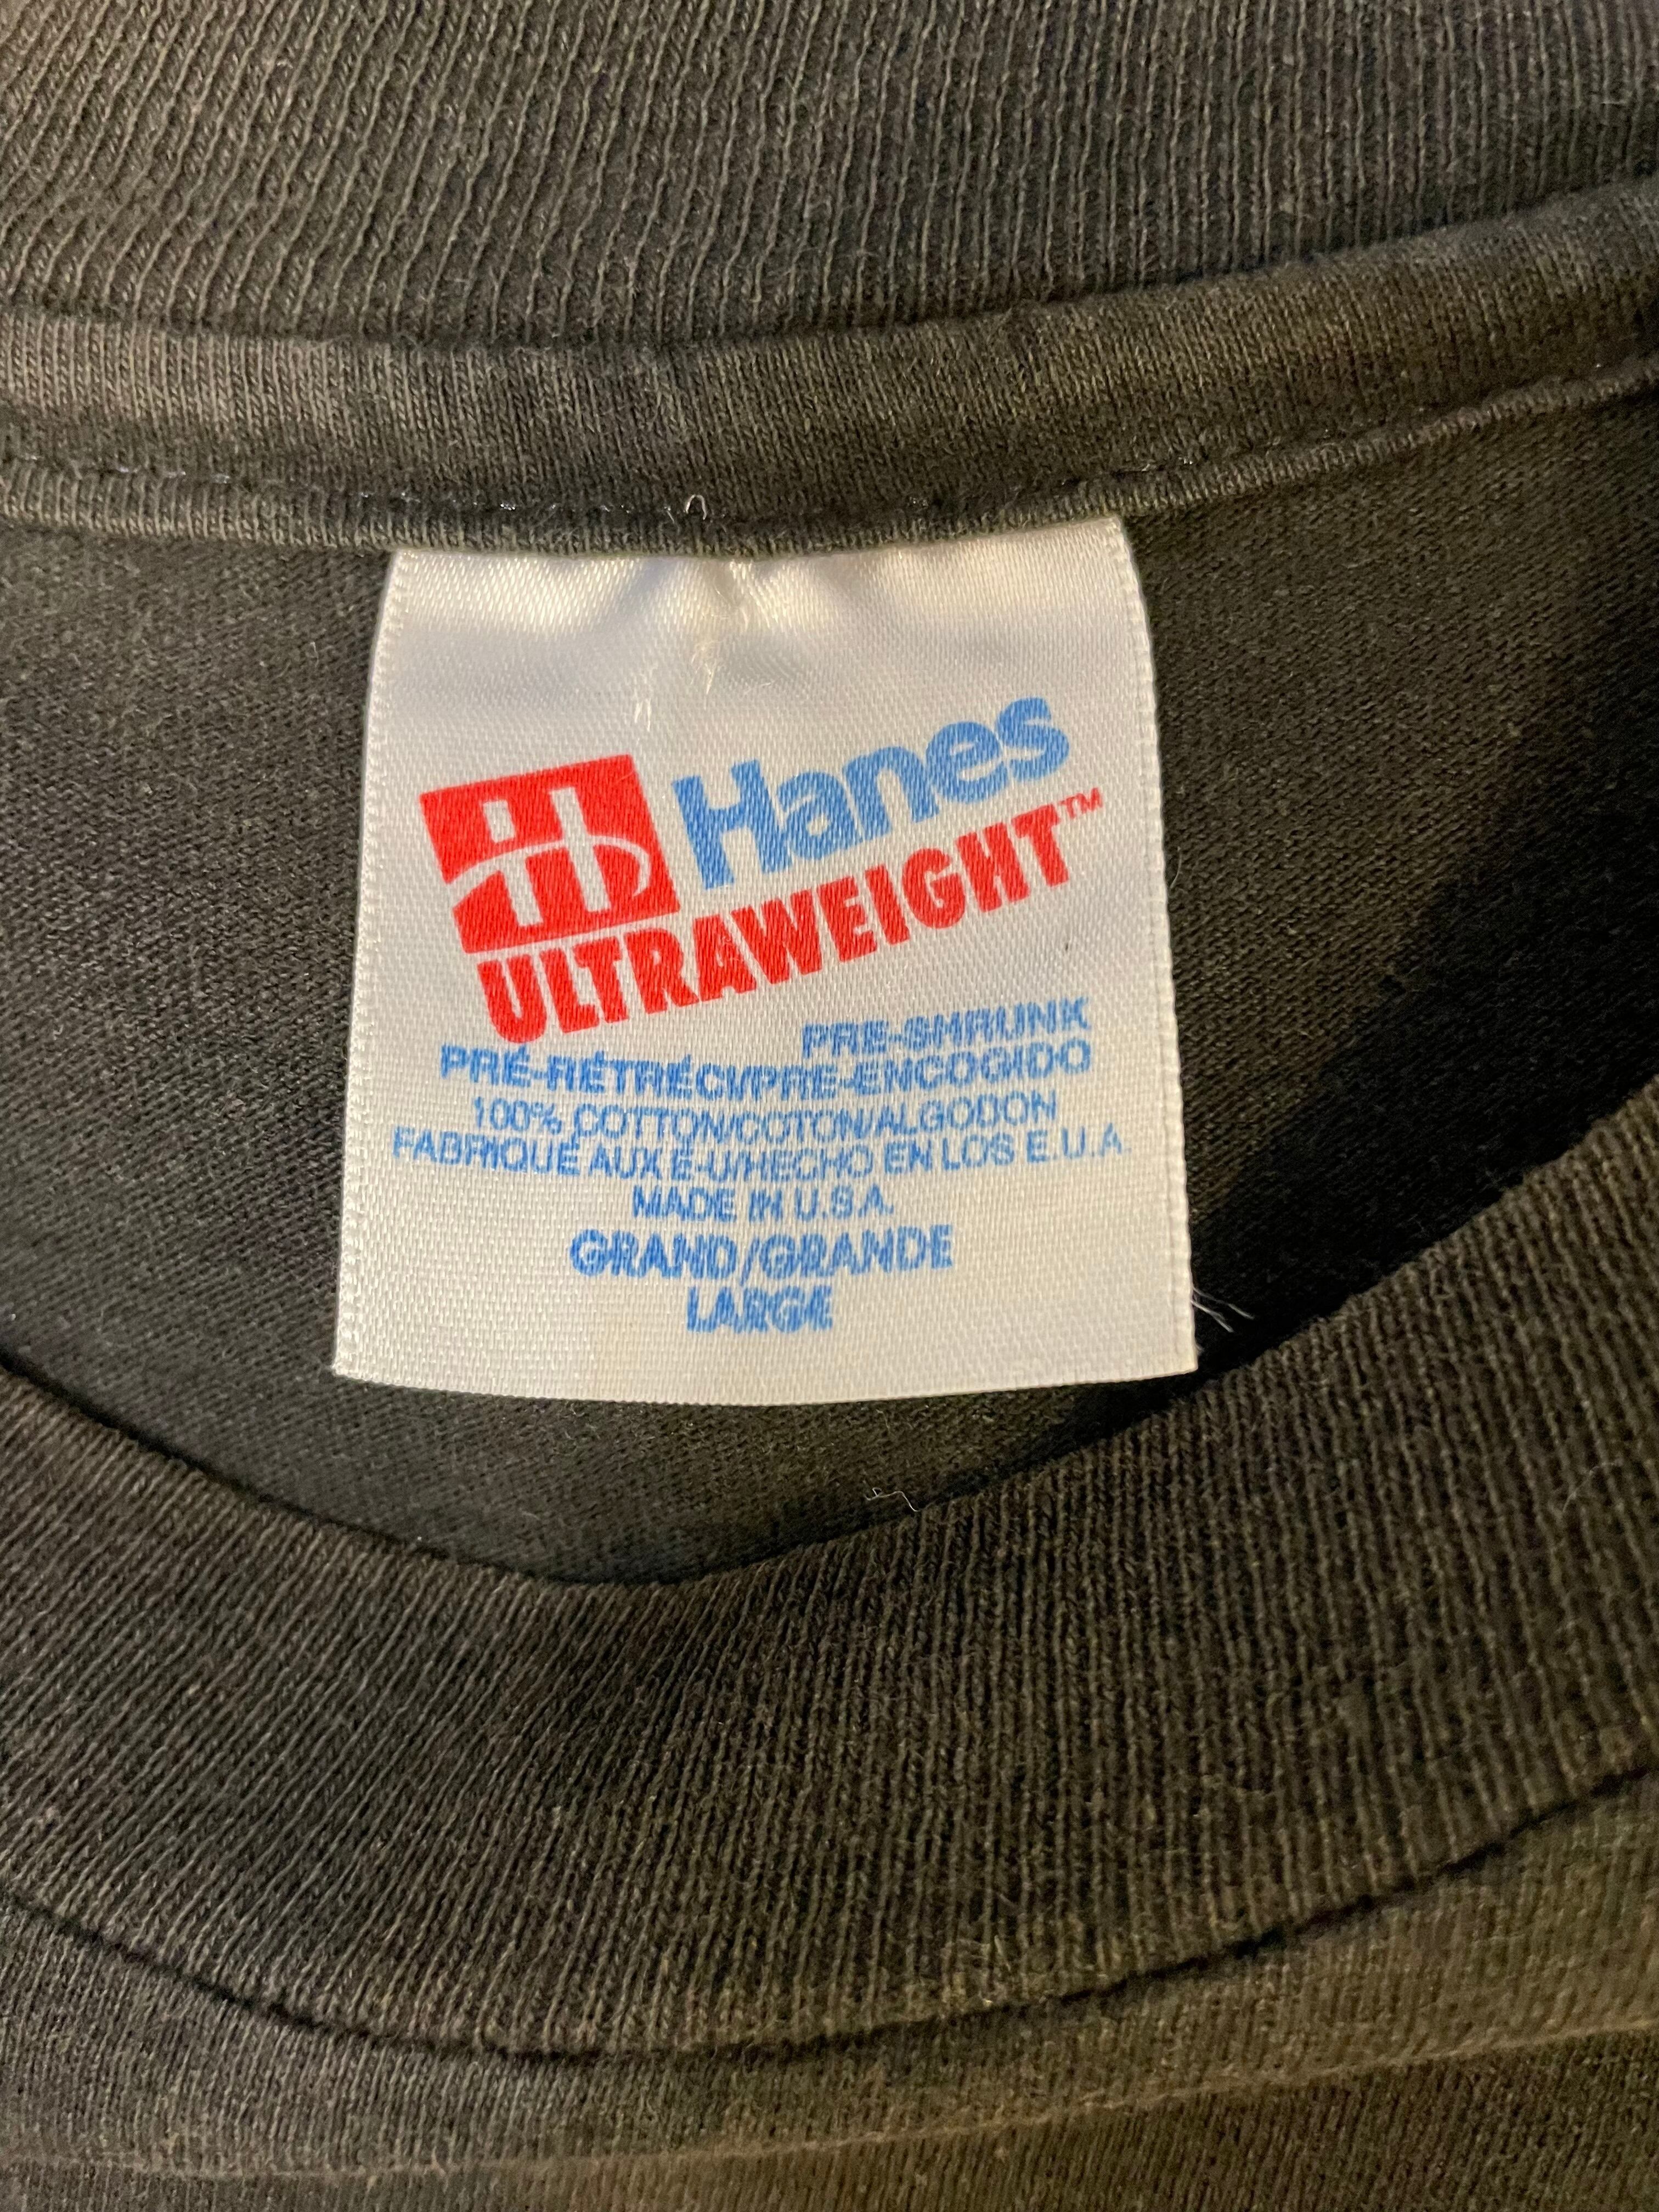 Hanes
ULTRAWEIGHT™
PRE-SHRUNK
PRÉ-RÉTRÉCI/PRE-ENCOGIDO
100% COTTON/COTON/ALGODON
FABRIQUÉ AUX É-U/HECHO EN LOS E.U.A
MADE IN U.S.A.
GRAND/GRANDE
LARGE